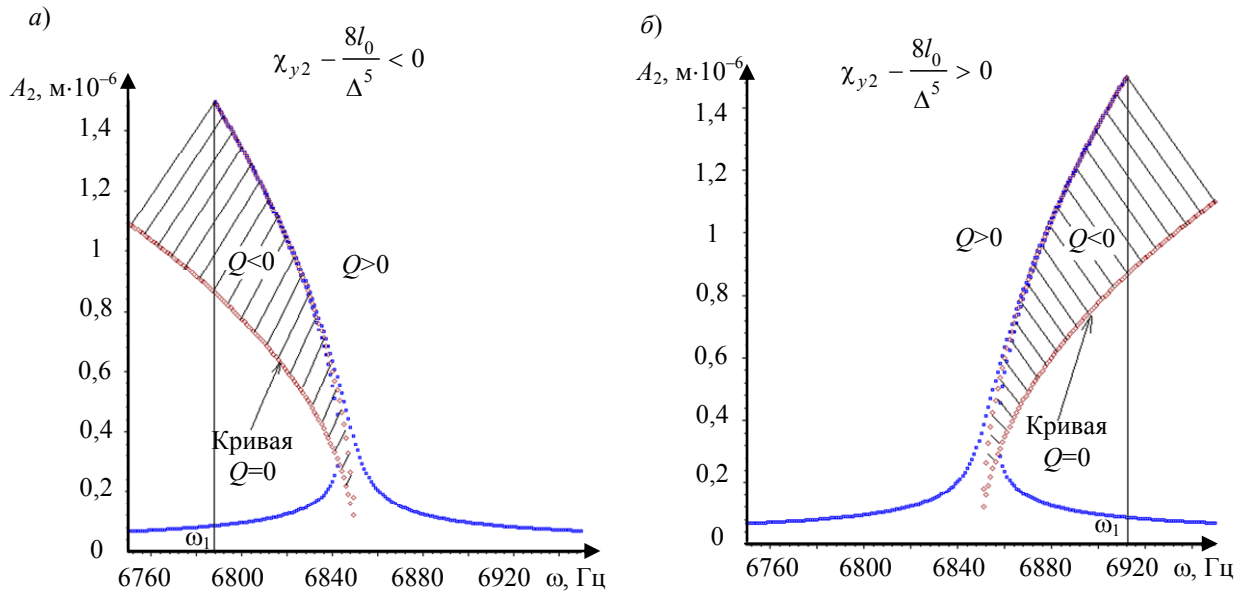 а)
χ_{y2} − 8l_0/Δ^5 < 0
A_2, м·10^{−6}
1,4
1,2
1
0,8
0,6
0,4
0,2
0
Q<0
Q>0
Кривая
Q=0
ω_1
6760 6800 6840 6880 6920 ω, Гц
б)
χ_{y2} − 8l_0/Δ^5 > 0
A_2, м·10^{−6}
1,4
1,2
1
0,8
0,6
0,4
0,2
0
Q>0
Q<0
Кривая
Q=0
ω_1
6760 6800 6840 6880 6920 ω, Гц